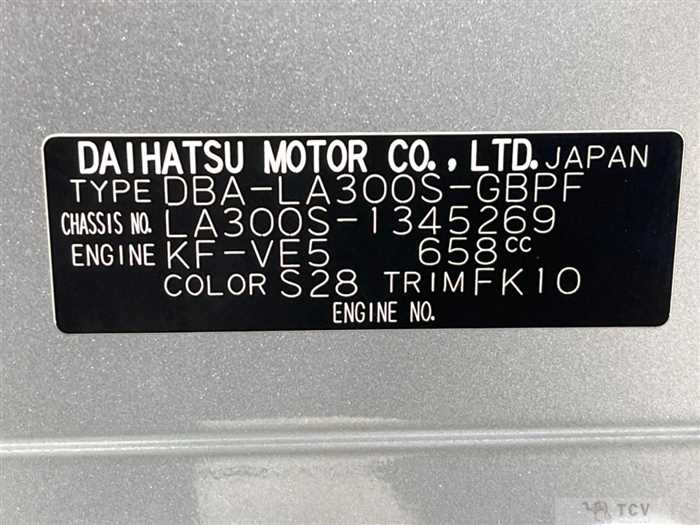 DAIHATSU MOTOR CO., LTD. JAPAN
TYPE DBA-LA300S-GBPF
CHASSIS NO. LA300S-1345269
ENGINE KF-VE5 658cc
COLOR S28 TRIM FK10
ENGINE NO.
TCV